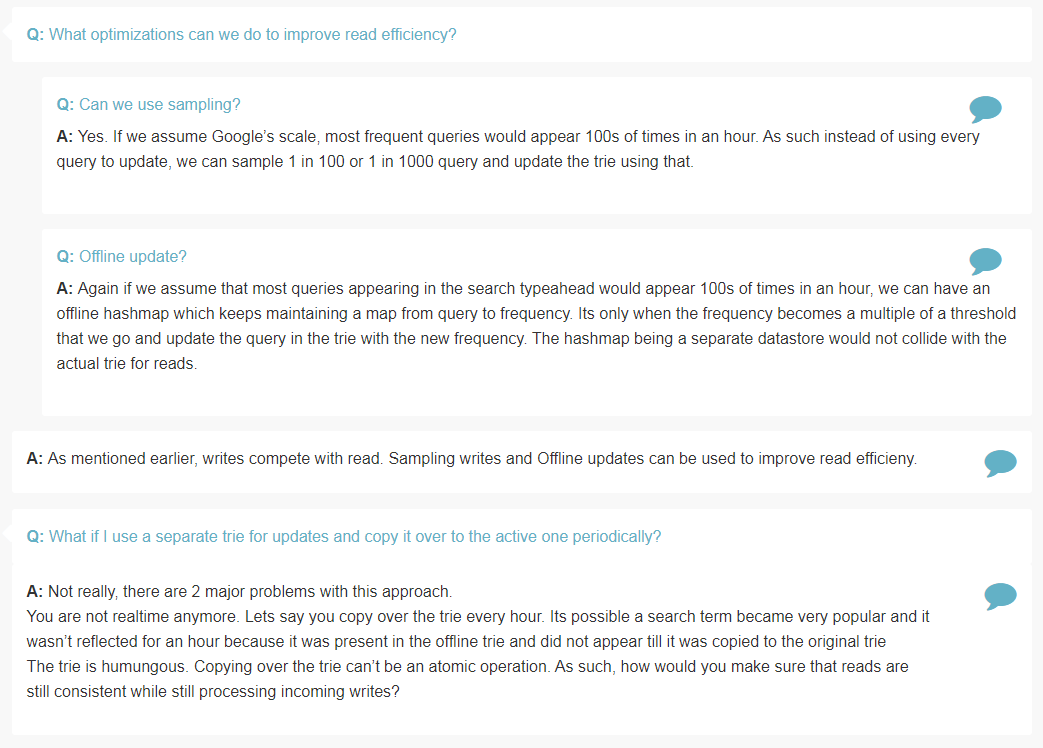 Q: What optimizations can we do to improve read efficiency?
Q: Can we use sampling?
A: Yes. If we assume Google's scale, most frequent queries would appear 100s of times in an hour. As such instead of using every
query to update, we can sample 1 in 100 or 1 in 1000 query and update the trie using that.
Q: Offline update?
A: Again if we assume that most queries appearing in the search typeahead would appear 100s of times in an hour, we can have an
offline hashmap which keeps maintaining a map from query to frequency. Its only when the frequency becomes a multiple of a threshold
that we go and update the query in the trie with the new frequency. The hashmap being a separate datastore would not collide with the
actual trie for reads.
A: As mentioned earlier, writes compete with read. Sampling writes and Offline updates can be used to improve read efficieny.
Q: What if I use a separate trie for updates and copy it over to the active one periodically?
A: Not really, there are 2 major problems with this approach.
You are not realtime anymore. Lets say you copy over the trie every hour. Its possible a search term became very popular and it
wasn't reflected for an hour because it was present in the offline trie and did not appear till it was copied to the original trie
The trie is humungous. Copying over the trie can't be an atomic operation. As such, how would you make sure that reads are
still consistent while still processing incoming writes?